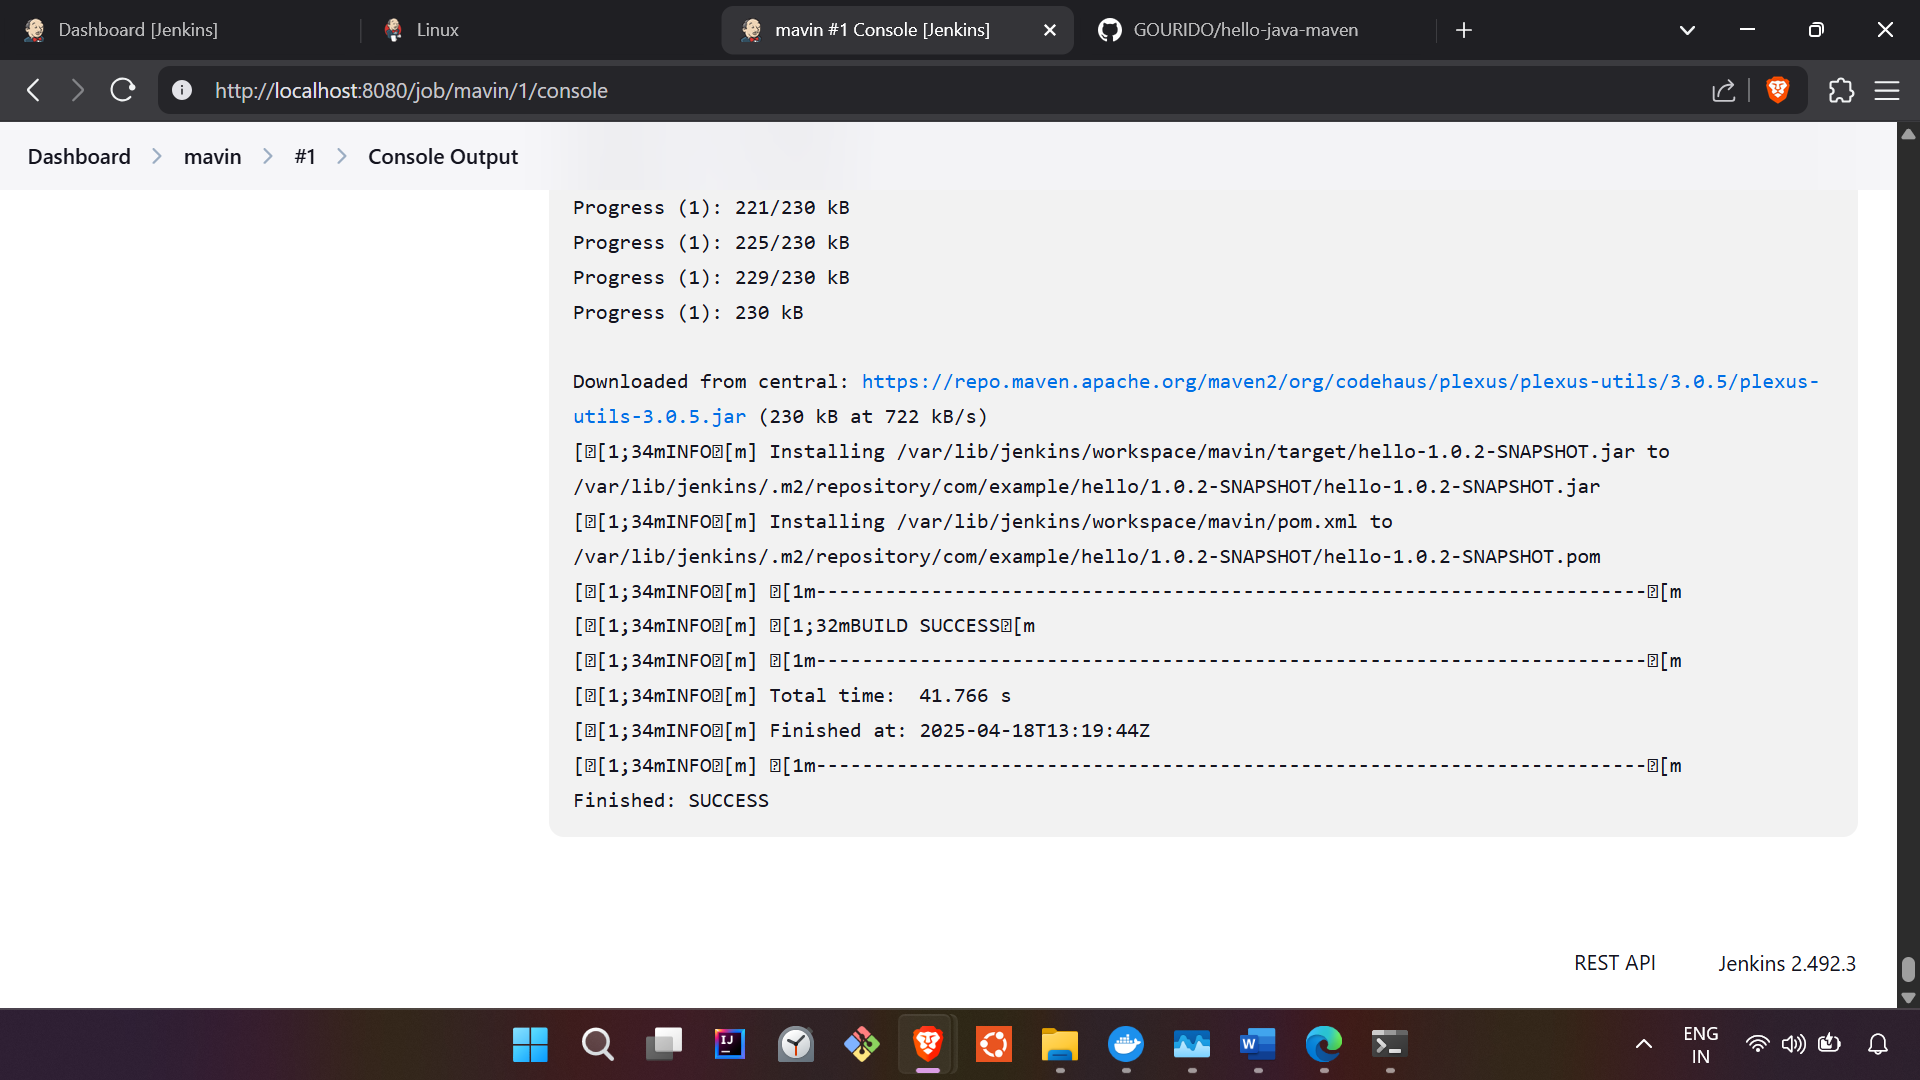 Dashboard [Jenkins]
Linux
mavin #1 Console [Jenkins]
GOURIDO/hello-java-maven
http://localhost:8080/job/mavin/1/console
Dashboard > mavin > #1 > Console Output
Progress (1): 221/230 kB
Progress (1): 225/230 kB
Progress (1): 229/230 kB
Progress (1): 230 kB
Downloaded from central: https://repo.maven.apache.org/maven2/org/codehaus/plexus/plexus-utils/3.0.5/plexus-
utils-3.0.5.jar (230 kB at 722 kB/s)
[␛[1;34mINFO␛[m] Installing /var/lib/jenkins/workspace/mavin/target/hello-1.0.2-SNAPSHOT.jar to
/var/lib/jenkins/.m2/repository/com/example/hello/1.0.2-SNAPSHOT/hello-1.0.2-SNAPSHOT.jar
[␛[1;34mINFO␛[m] Installing /var/lib/jenkins/workspace/mavin/pom.xml to
/var/lib/jenkins/.m2/repository/com/example/hello/1.0.2-SNAPSHOT/hello-1.0.2-SNAPSHOT.pom
[␛[1;34mINFO␛[m] ␛[1m------------------------------------------------------------------------␛[m
[␛[1;34mINFO␛[m] ␛[1;32mBUILD SUCCESS␛[m
[␛[1;34mINFO␛[m] ␛[1m------------------------------------------------------------------------␛[m
[␛[1;34mINFO␛[m] Total time:  41.766 s
[␛[1;34mINFO␛[m] Finished at: 2025-04-18T13:19:44Z
[␛[1;34mINFO␛[m] ␛[1m------------------------------------------------------------------------␛[m
Finished: SUCCESS
REST API
Jenkins 2.492.3
ENG
IN